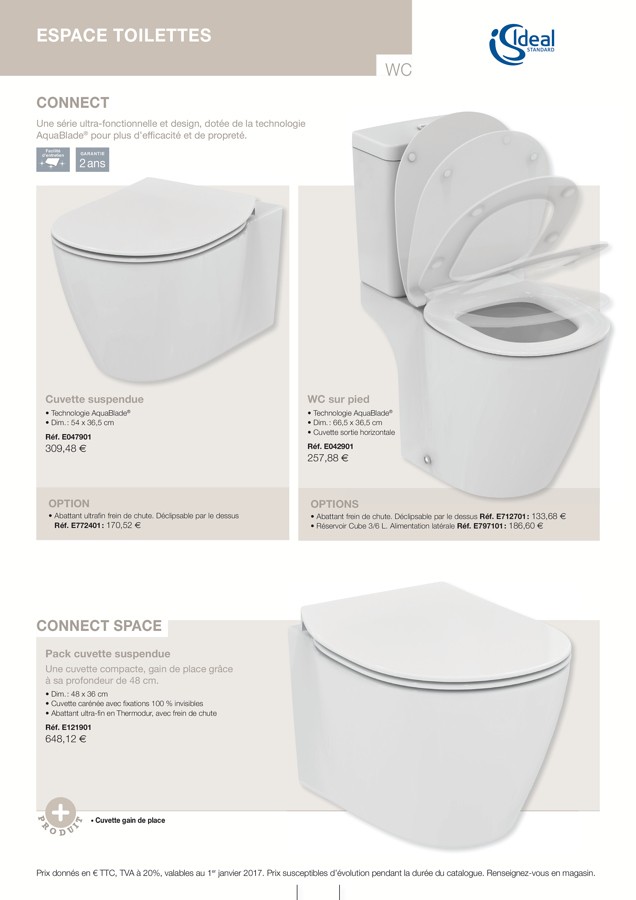 ESPACE TOILETTES
Ideal
STANDARD
WC
CONNECT
Une série ultra-fonctionnelle et design, dotée de la technologie
AquaBlade® pour plus d'efficacité et de propreté.
Facilité
d'entretien
GARANTIE
2 ans
Cuvette suspendue
• Technologie AquaBlade®
• Dim. : 54 x 36,5 cm
Réf. E047901
309,48 €
OPTION
• Abattant ultrafin frein de chute. Déclipsable par le dessus
Réf. E772401 : 170,52 €
WC sur pied
• Technologie AquaBlade®
• Dim. : 66,5 x 36,5 cm
• Cuvette sortie horizontale
Réf. E042901
257,88 €
OPTIONS
• Abattant frein de chute. Déclipsable par le dessus Réf. E712701 : 133,68 €
• Réservoir Cube 3/6 L. Alimentation latérale Réf. E797101 : 186,60 €
CONNECT SPACE
Pack cuvette suspendue
Une cuvette compacte, gain de place grâce
à sa profondeur de 48 cm.
• Dim. : 48 x 36 cm
• Cuvette carénée avec fixations 100 % invisibles
• Abattant ultra-fin en Thermodur, avec frein de chute
Réf. E121901
648,12 €
+
PRODUIT
• Cuvette gain de place
Prix donnés en € TTC, TVA à 20%, valables au 1er janvier 2017. Prix susceptibles d'évolution pendant la durée du catalogue. Renseignez-vous en magasin.